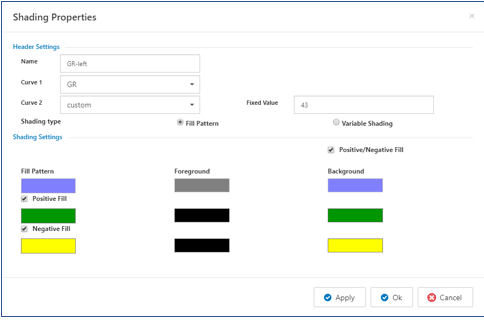 Shading Properties
×
Header Settings
Name
GR-left
Curve 1
GR
Curve 2
custom
Fixed Value
43
Shading type
Fill Pattern
Variable Shading
Shading Settings
Positive/Negative Fill
Fill Pattern
Foreground
Background
Positive Fill
Negative Fill
Apply
Ok
Cancel